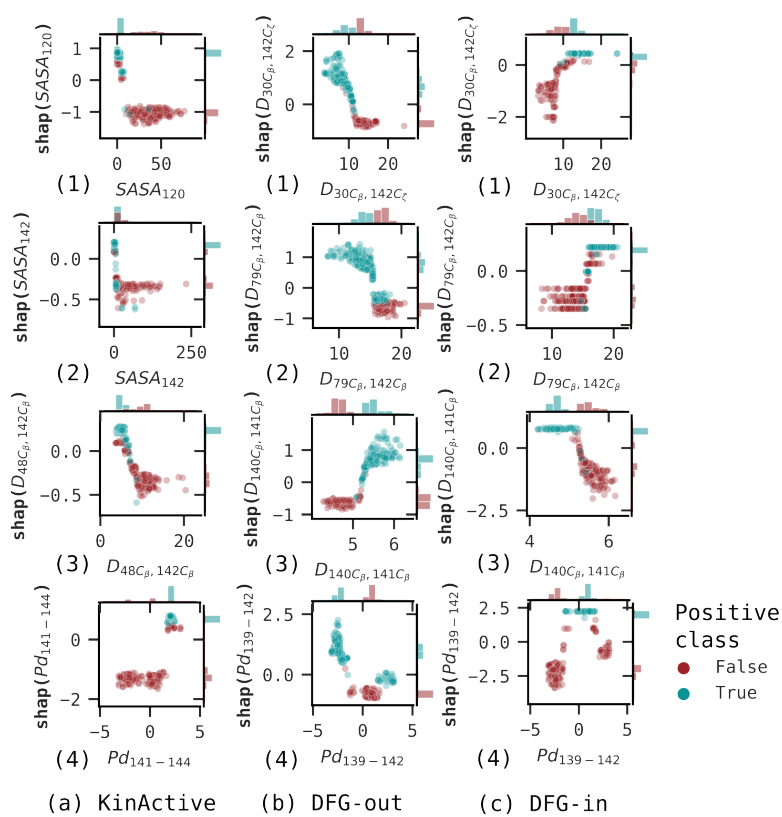 shap(SASA₁₂₀)
1
0
−1
0
50
(1)
SASA₁₂₀
shap(D₃₀Cᵦ,₁₄₂C_ζ)
2
0
10
20
(1)
D₃₀Cᵦ,₁₄₂C_ζ
shap(D₃₀Cᵦ,₁₄₂C_ζ)
0
−1
−2
10
20
(1)
D₃₀Cᵦ,₁₄₂C_ζ
shap(SASA₁₄₂)
0.0
−0.5
0
250
(2)
SASA₁₄₂
shap(D₇₉Cᵦ,₁₄₂Cᵦ)
1
0
−1
10
20
(2)
D₇₉Cᵦ,₁₄₂Cᵦ
shap(D₇₉Cᵦ,₁₄₂Cᵦ)
0.0
−0.5
10
20
(2)
D₇₉Cᵦ,₁₄₂Cᵦ
shap(D₄₈Cᵦ,₁₄₂Cᵦ)
0.0
−0.5
0
20
(3)
D₄₈Cᵦ,₁₄₂Cᵦ
shap(D₁₄₀Cᵦ,₁₄₁Cᵦ)
1
0
−1
5
6
(3)
D₁₄₀Cᵦ,₁₄₁Cᵦ
shap(D₁₄₀Cᵦ,₁₄₁Cᵦ)
0.0
−2.5
4
6
(3)
D₁₄₀Cᵦ,₁₄₁Cᵦ
shap(Pd₁₄₁₋₁₄₄)
0
−2
−5
0
5
(4)
Pd₁₄₁₋₁₄₄
shap(Pd₁₃₉₋₁₄₂)
2.5
0.0
−5
0
5
(4)
Pd₁₃₉₋₁₄₂
shap(Pd₁₃₉₋₁₄₂)
2.5
0.0
−2.5
−5
0
5
(4)
Pd₁₃₉₋₁₄₂
Positive
class
False
True
(a) KinActive
(b) DFG-out
(c) DFG-in